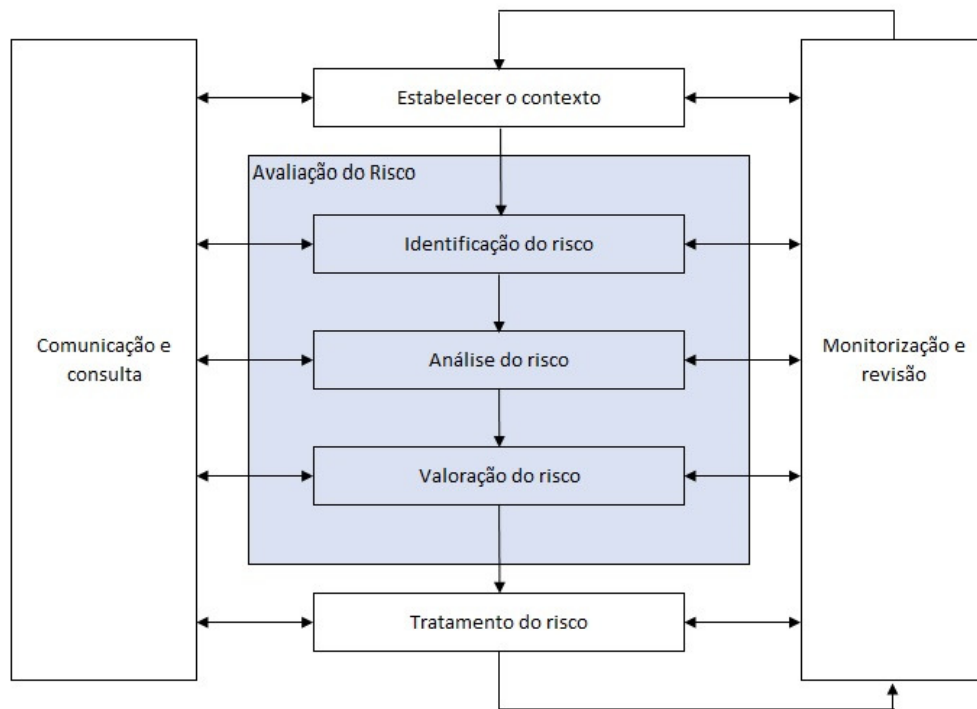 Estabelecer o contexto
Avaliação do Risco
Identificação do risco
Comunicação e
consulta
Análise do risco
Monitorização e
revisão
Valoração do risco
Tratamento do risco